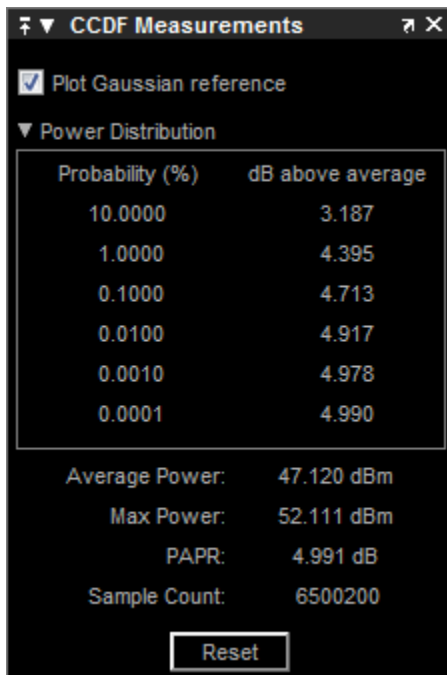 CCDF Measurements
Plot Gaussian reference
Power Distribution
Probability (%) dB above average
10.0000 3.187
1.0000 4.395
0.1000 4.713
0.0100 4.917
0.0010 4.978
0.0001 4.990
Average Power: 47.120 dBm
Max Power: 52.111 dBm
PAPR: 4.991 dB
Sample Count: 6500200
Reset